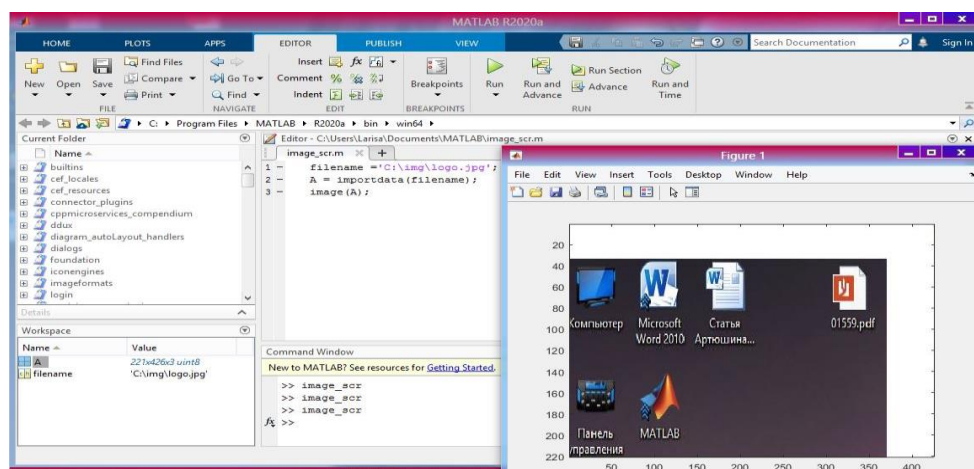 MATLAB R2020a
HOME PLOTS APPS EDITOR PUBLISH VIEW Search Documentation Sign In
New Open Save Find Files Compare Print Go To Find Insert Comment Indent Breakpoints Run Run and Advance Run Section Advance Run and Time
FILE NAVIGATE EDIT BREAKPOINTS RUN
C: Program Files MATLAB R2020a bin win64
Current Folder
Name
builtins
cef_locales
cef_resources
connector_plugins
cppmicroservices_compendium
ddux
diagram_autoLayout_handlers
dialogs
foundation
iconengines
imageformats
login
Details
Workspace
Name Value
A 221x426x3 uint8
filename 'C:\img\logo.jpg'
Editor - C:\Users\Larisa\Documents\MATLAB\image_scr.m
image_scr.m
1 filename ='C:\img\logo.jpg';
2 A = importdata(filename);
3 image(A);
Command Window
New to MATLAB? See resources for Getting Started.
>> image_scr
>> image_scr
>> image_scr
fx >>
Figure 1
File Edit View Insert Tools Desktop Window Help
20
40
60
80
100
120
140
160
180
200
220
Компьютер Microsoft Word 2010 Статья Артюшина... 01559.pdf
Панель управления MATLAB
50 100 150 200 250 300 350 400